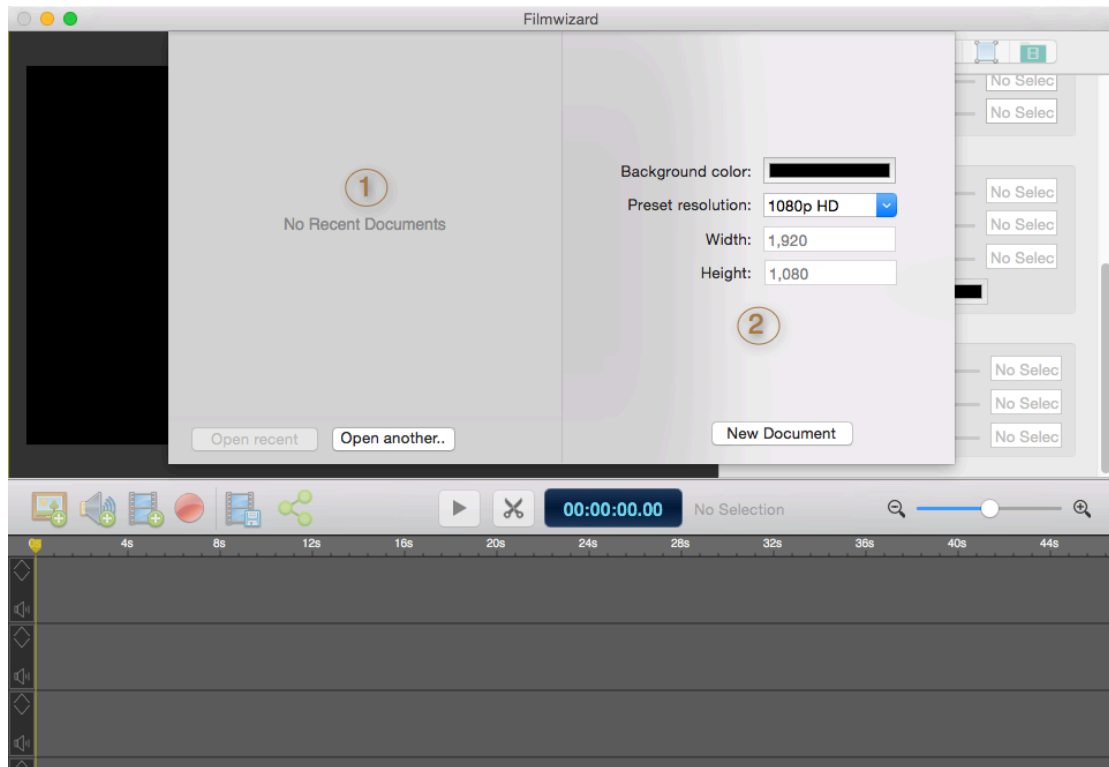 Filmwizard
No Selec
No Selec
1
No Recent Documents
Background color:
Preset resolution: 1080p HD
Width: 1,920
Height: 1,080
2
No Selec
No Selec
No Selec
Open recent
Open another..
New Document
No Selec
No Selec
No Selec
00:00:00.00
No Selection
4s 8s 12s 16s 20s 24s 28s 32s 36s 40s 44s